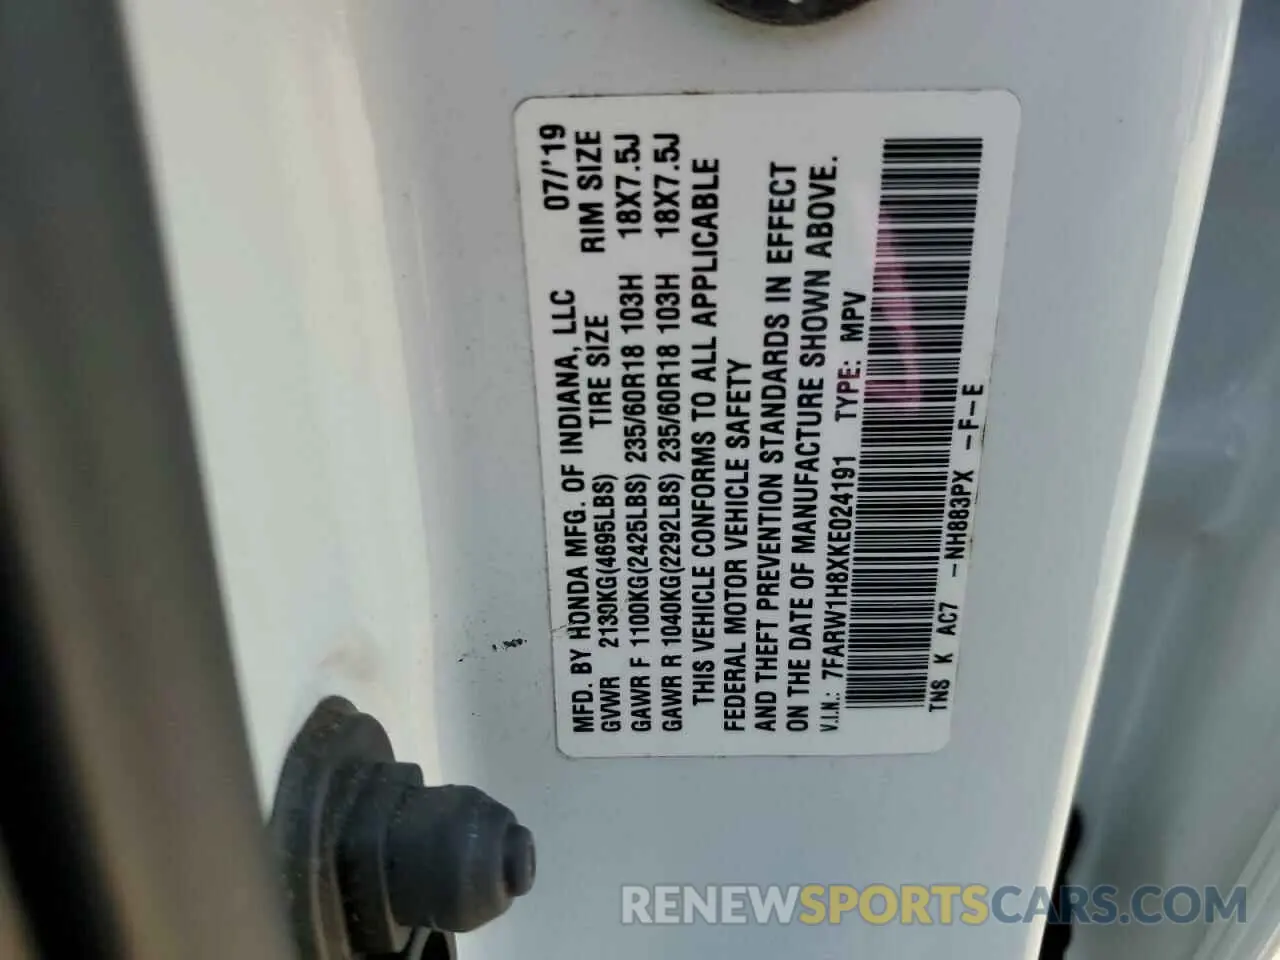 MFD. BY HONDA MFG. OF INDIANA, LLC 07/'19
GVWR 2130KG(4695LBS) TIRE SIZE RIM SIZE
GAWR F 1100KG(2425LBS) 235/60R18 103H 18X7.5J
GAWR R 1040KG(2292LBS) 235/60R18 103H 18X7.5J
THIS VEHICLE CONFORMS TO ALL APPLICABLE
FEDERAL MOTOR VEHICLE SAFETY
AND THEFT PREVENTION STANDARDS IN EFFECT
ON THE DATE OF MANUFACTURE SHOWN ABOVE.
V.I.N.: 7FARW1H8XKE024191 TYPE: MPV
TNS K AC7 -NH883PX -F-E
RENEWSPORTSCARS.COM